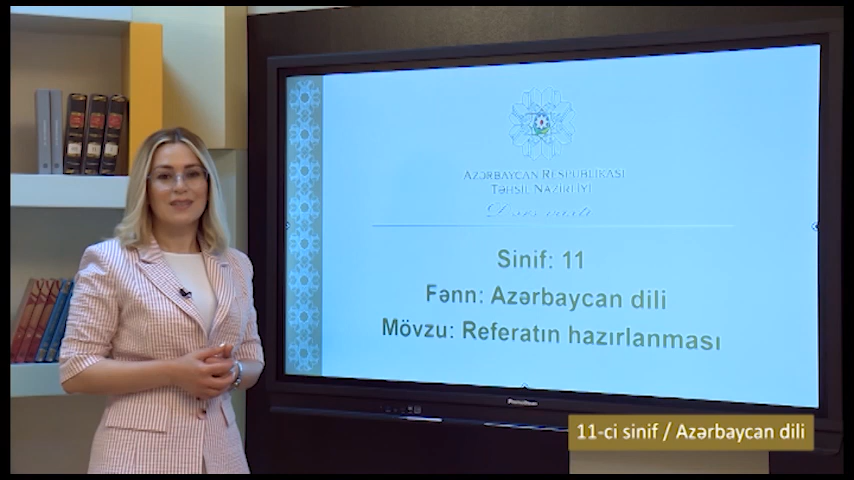 AZƏRBAYCAN RESPUBLİKASI
TƏHSİL NAZİRLİYİ
Dərs vaxtı
Sinif: 11
Fənn: Azərbaycan dili
Mövzu: Referatın hazırlanması
11-ci sinif / Azərbaycan dili